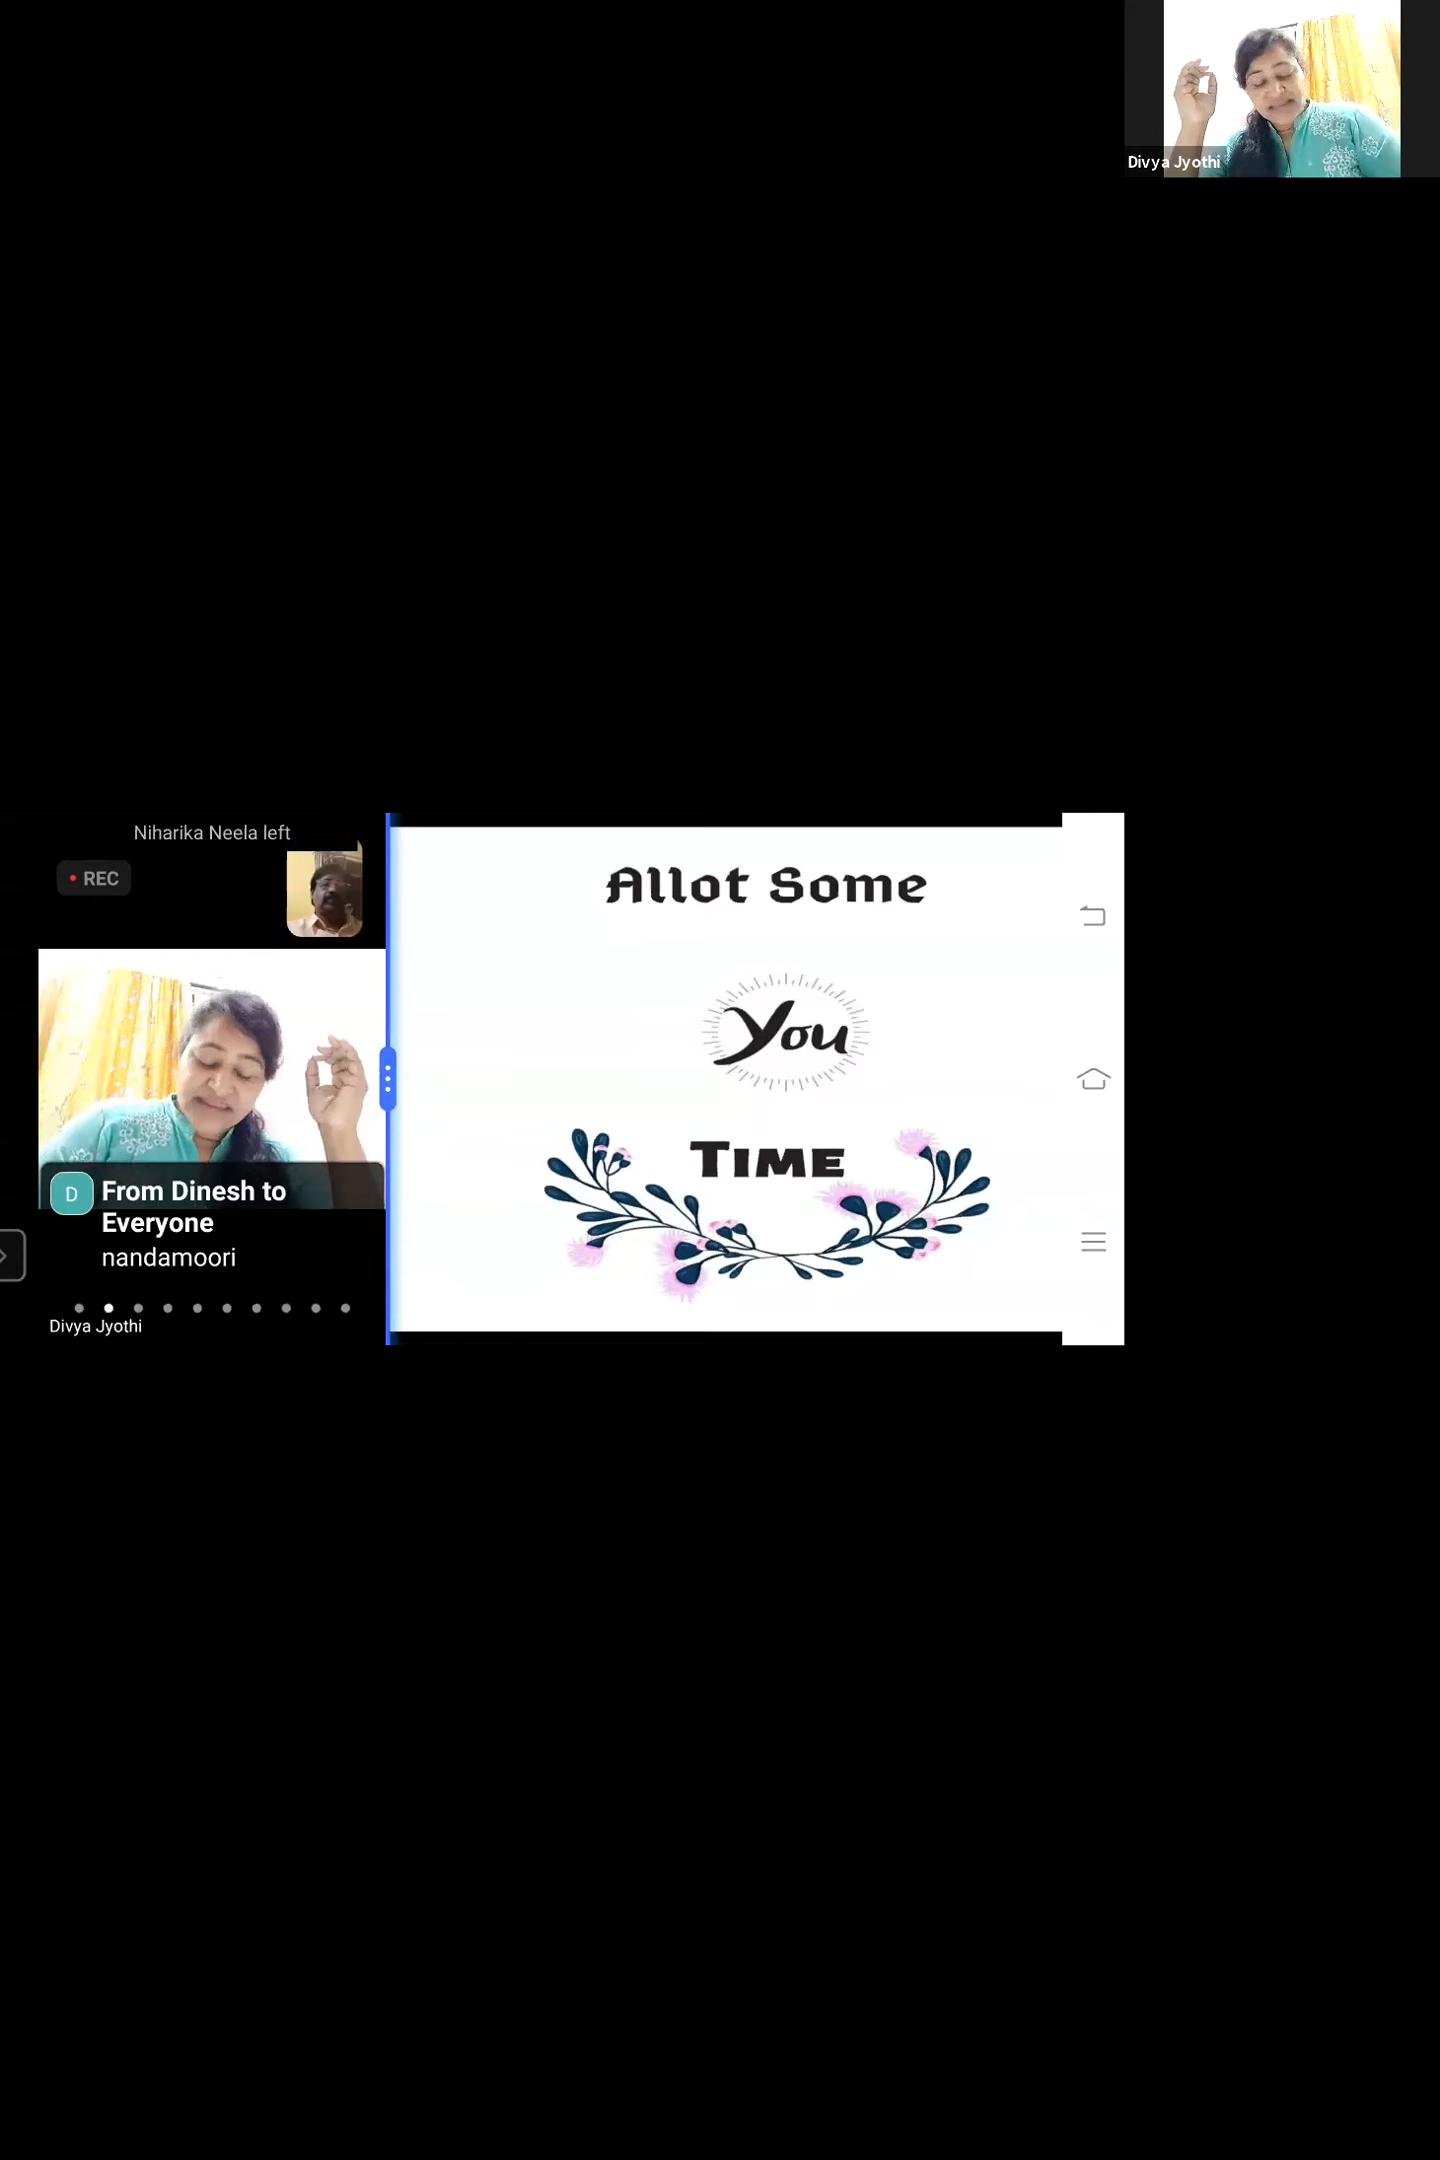 Divya Jyothi
Niharika Neela left
REC
D
From Dinesh to
Everyone
nandamoori
Divya Jyothi
Allot Some
You
TIME